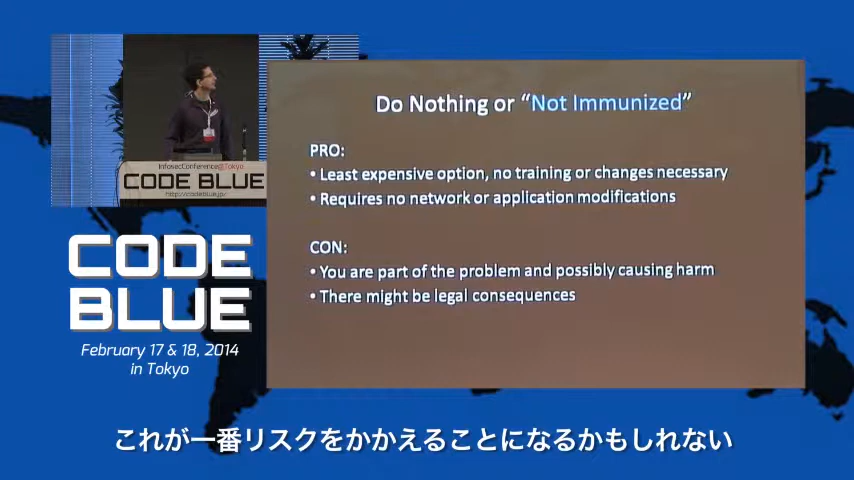 InfosecConference@Tokyo
CODE BLUE
http://codeblue.jp/
CODE
BLUE
February 17 & 18, 2014
in Tokyo
Do Nothing or “Not Immunized”
PRO:
• Least expensive option, no training or changes necessary
• Requires no network or application modifications
CON:
• You are part of the problem and possibly causing harm
• There might be legal consequences
これが一番リスクをかかえることになるかもしれない